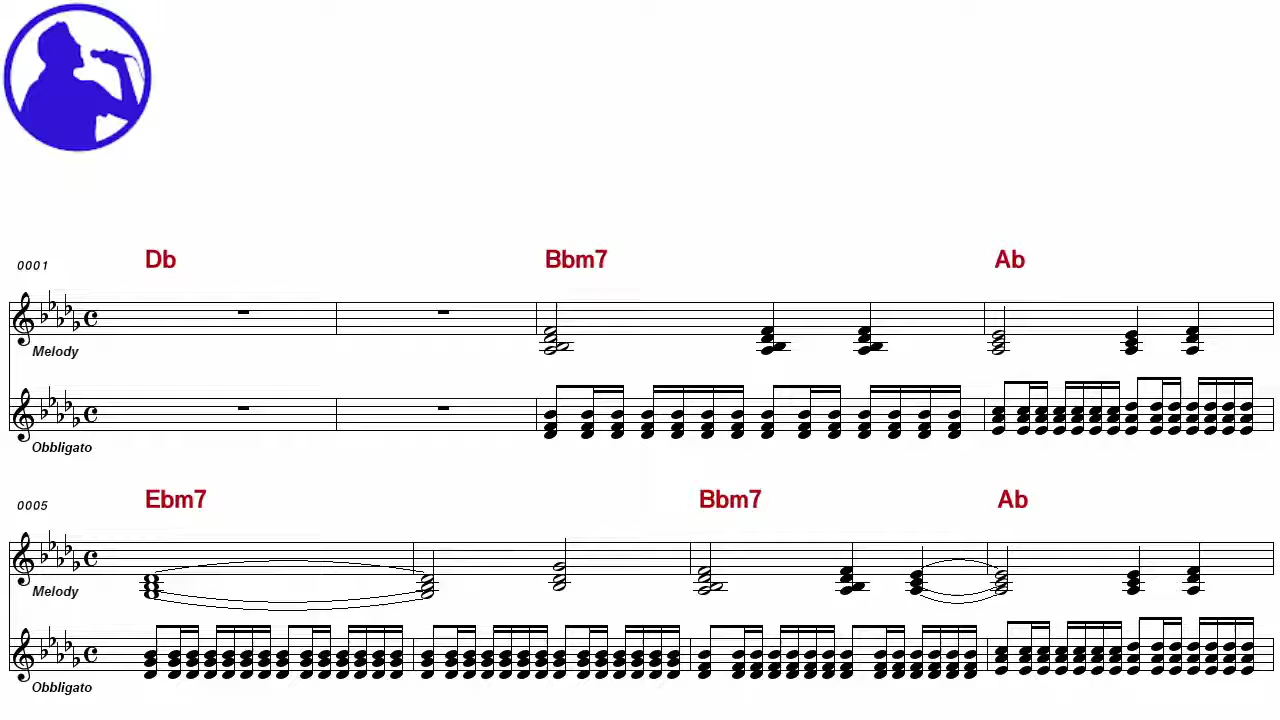 0001 Db Bbm7 Ab
Melody
Obbligato
0005 Ebm7 Bbm7 Ab
Melody
Obbligato